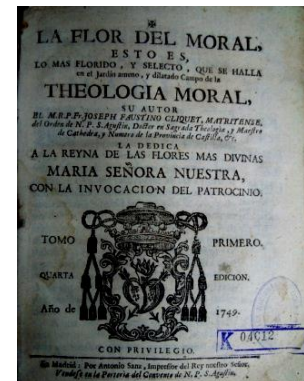 LA FLOR DEL MORAL,
ESTO ES,
LO MAS FLORIDO, Y SELECTO, QUE SE HALLA
en el Jardin ameno, y dilatado Campo de la
THEOLOGIA MORAL,
SU AUTOR
EL M.R.P.Fr. JOSEPH FAUSTINO CLIQUET, MATRITENSE,
del Orden de N. P. S. Agustin, Doctor en Sagrada Theologia, y Maestro
de Cathedra, y Numero de la Provincia de Castilla, &c.
LA DEDICA
A LA REYNA DE LAS FLORES MAS DIVINAS
MARIA SEÑORA NUESTRA,
CON LA INVOCACION DEL PATROCINIO.
TOMO PRIMERO.
QUARTA EDICION.
Año de 1749.
K 04C12
CON PRIVILEGIO.
En Madrid: Por Antonio Sanz, Impressor del Rey nuestro Señor,
Vendese en la Porteria del Convento de N. P. S. Agustin.